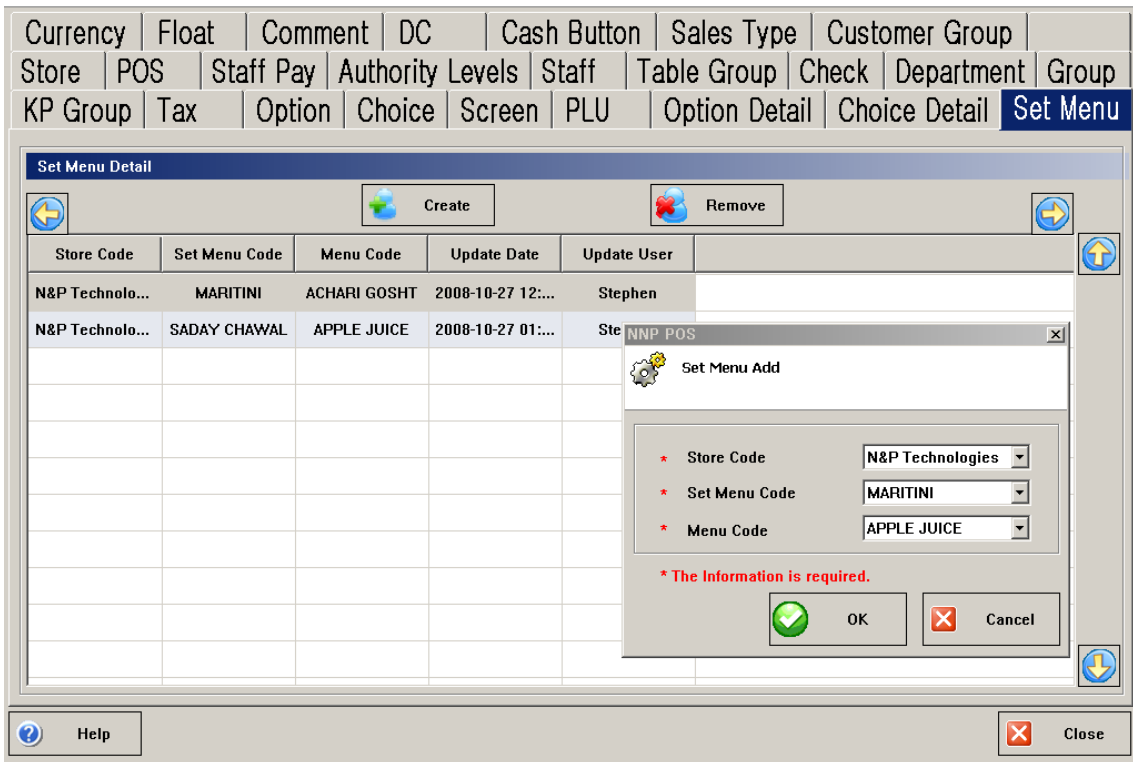 Currency Float Comment DC Cash Button Sales Type Customer Group
Store POS Staff Pay Authority Levels Staff Table Group Check Department Group
KP Group Tax Option Choice Screen PLU Option Detail Choice Detail Set Menu
Set Menu Detail
Create Remove
Store Code Set Menu Code Menu Code Update Date Update User
N&P Technolo... MARITINI ACHARI GOSHT 2008-10-27 12:... Stephen
N&P Technolo... SADAY CHAWAL APPLE JUICE 2008-10-27 01:... Ste
NNP POS
Set Menu Add
* Store Code N&P Technologies
* Set Menu Code MARITINI
* Menu Code APPLE JUICE
* The Information is required.
OK Cancel
Help Close